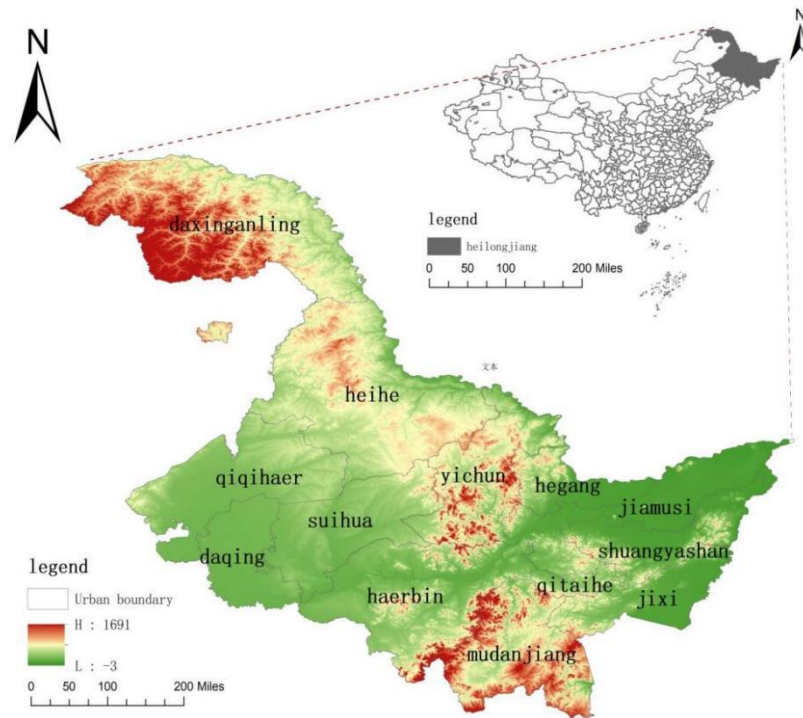 N
N
legend
heilongjiang
0 50 100 200 Miles
daxinganling
文本
heihe
qiqihaer
yichun
hegang
suihua
jiamusi
daqing
shuangyashan
haerbin
qitaihe
jixi
mudanjiang
legend
Urban boundary
H : 1691
L : -3
0 50 100 200 Miles